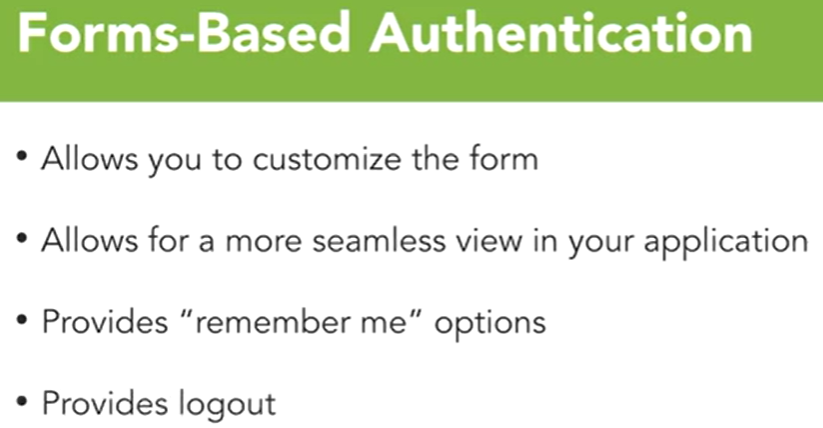 Forms-Based Authentication
• Allows you to customize the form
• Allows for a more seamless view in your application
• Provides “remember me” options
• Provides logout